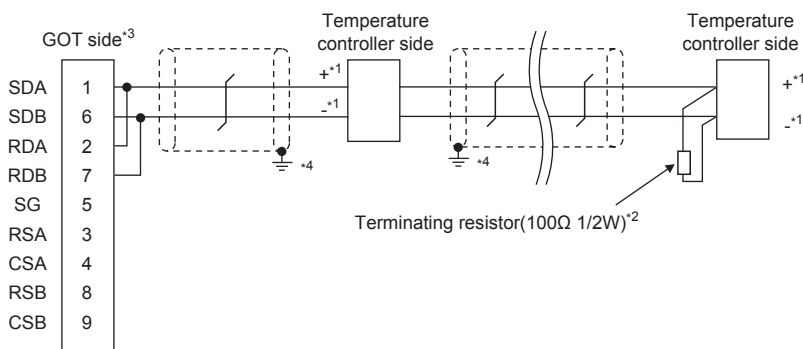 GOT side*3
Temperature
controller side
Temperature
controller side
SDA 1
SDB 6
RDA 2
RDB 7
SG 5
RSA 3
CSA 4
RSB 8
CSB 9
+*1
-*1
+*1
-*1
*4
*4
Terminating resistor(100Ω 1/2W)*2